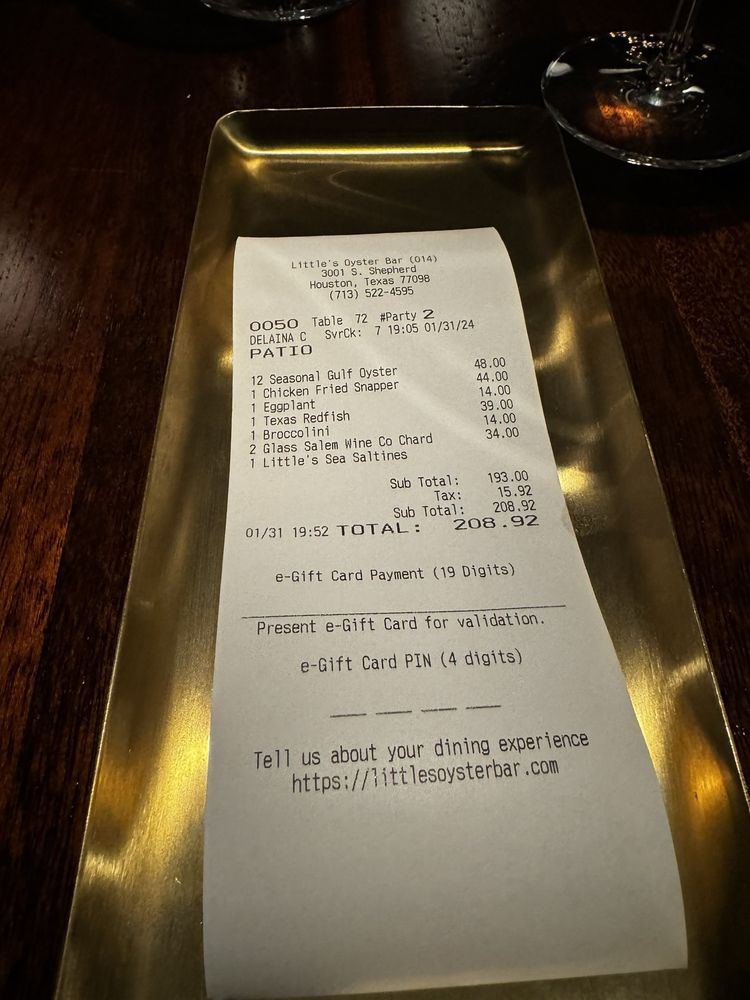 Little's Oyster Bar (014)
3001 S. Shepherd
Houston, Texas 77098
(713) 522-4595
0050 Table 72 #Party 2
DELAINA C SvrCk: 7 19:05 01/31/24
PATIO
12 Seasonal Gulf Oyster 48.00
1 Chicken Fried Snapper 44.00
1 Eggplant 14.00
1 Texas Redfish 39.00
1 Broccolini 14.00
2 Glass Salem Wine Co Chard 34.00
1 Little's Sea Saltines
Sub Total: 193.00
Tax: 15.92
Sub Total: 208.92
01/31 19:52 TOTAL: 208.92
e-Gift Card Payment (19 Digits)
Present e-Gift Card for validation.
e-Gift Card PIN (4 digits)
Tell us about your dining experience
https://littlesoysterbar.com